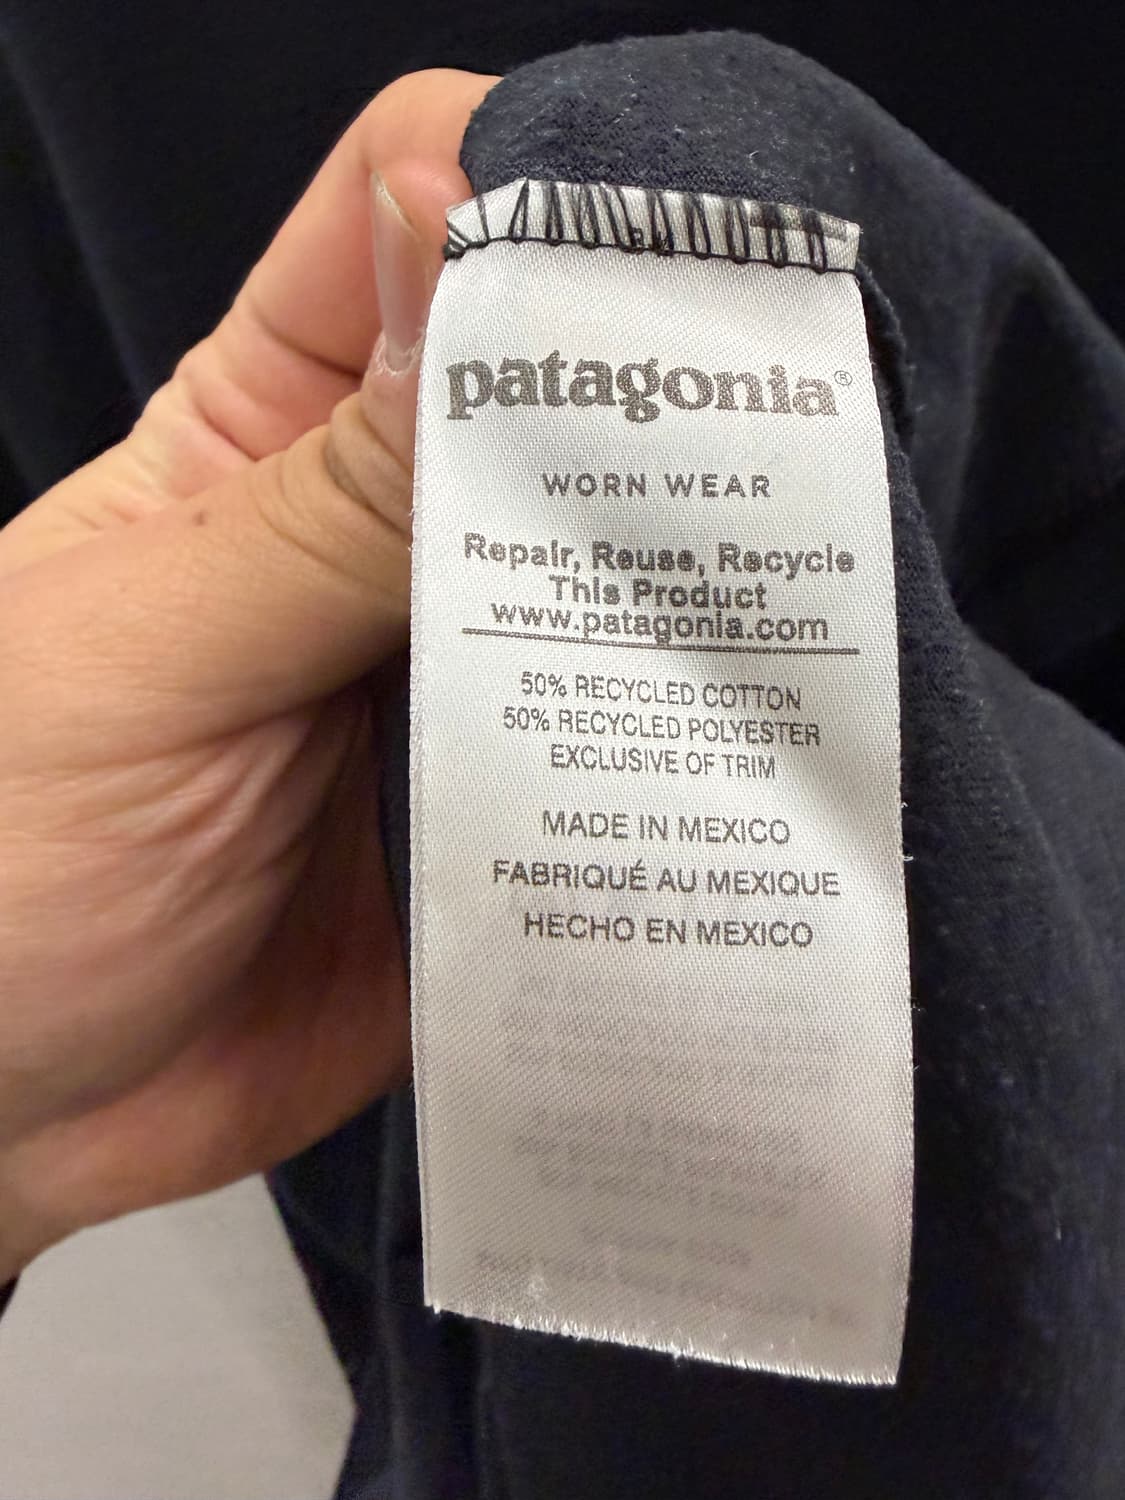 patagonia®
WORN WEAR
Repair, Reuse, Recycle
This Product
www.patagonia.com
50% RECYCLED COTTON
50% RECYCLED POLYESTER
EXCLUSIVE OF TRIM
MADE IN MEXICO
FABRIQUÉ AU MEXIQUE
HECHO EN MEXICO